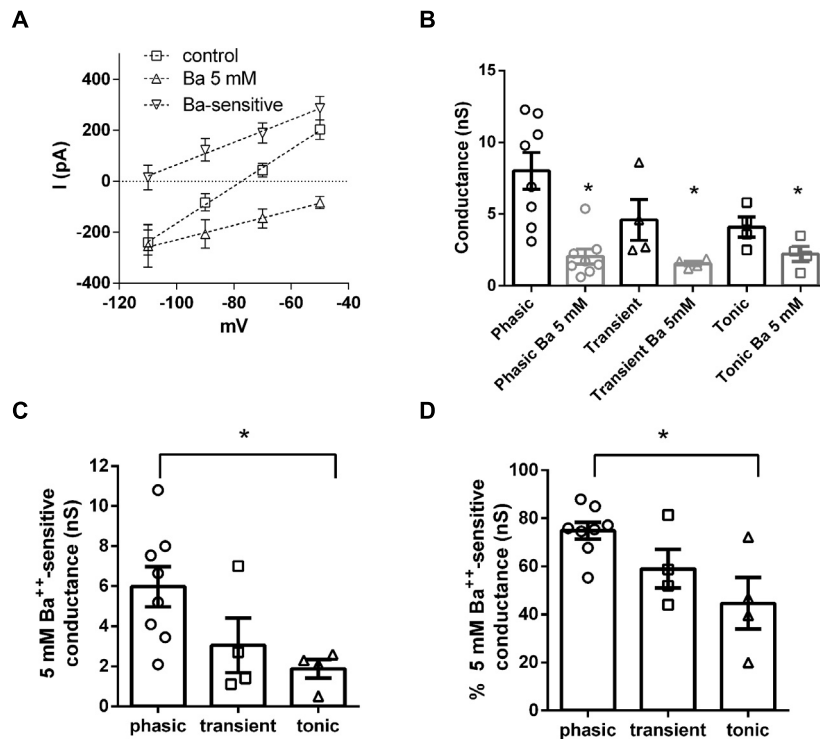 A
control
Ba 5 mM
Ba-sensitive
400
200
0
-200
-400
I (pA)
-120 -100 -80 -60 -40
mV
B
15
10
5
0
Conductance (nS)
* * *
Phasic
Phasic Ba 5 mM
Transient
Transient Ba 5mM
Tonic
Tonic Ba 5 mM
C
*
12
10
8
6
4
2
0
5 mM Ba++-sensitive
conductance (nS)
phasic transient tonic
D
*
100
80
60
40
20
0
% 5 mM Ba++-sensitive
conductance (nS)
phasic transient tonic